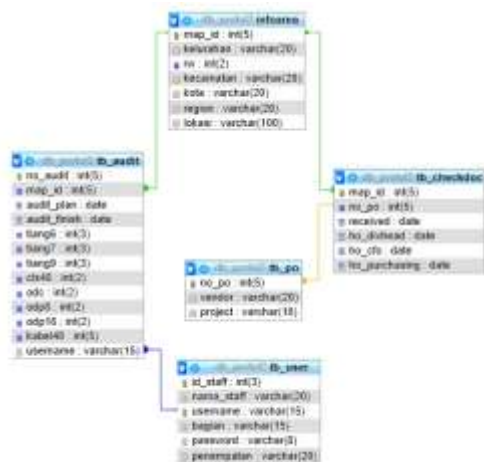 infoarea
map_id : int(5)
kelurahan : varchar(20)
rw : int(2)
kecamatan : varchar(20)
kota : varchar(20)
region : varchar(20)
lokasi : varchar(100)
tb_audit
no_audit : int(5)
map_id : int(5)
audit_plan : date
audit_finish : date
tiang6 : int(3)
tiang7 : int(3)
tiang9 : int(3)
: int(2)
odc : int(2)
odp8 : int(2)
odp16 : int(2)
kabel48 : int(5)
username : varchar(15)
tb_checkdoc
map_id : int(5)
no_po : int(5)
received : date
ho_divhead : date
ho_cfo : date
ho_purchasing : date
tb_po
no_po : int(5)
vendor : varchar(20)
project : varchar(10)
tb_user
id_staff : int(3)
nama_staff : varchar(20)
username : varchar(15)
bagian : varchar(15)
password : varchar(8)
penempatan : varchar(20)